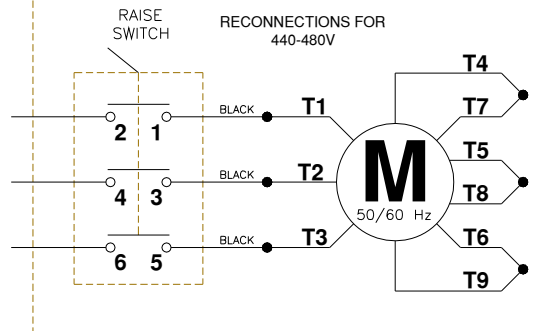 RAISE
SWITCH
RECONNECTIONS FOR
440-480V
T4
T7
BLACK
T1
2
1
T5
BLACK
T2
M
4
3
T8
50/60 Hz
BLACK
T3
T6
6
5
T9